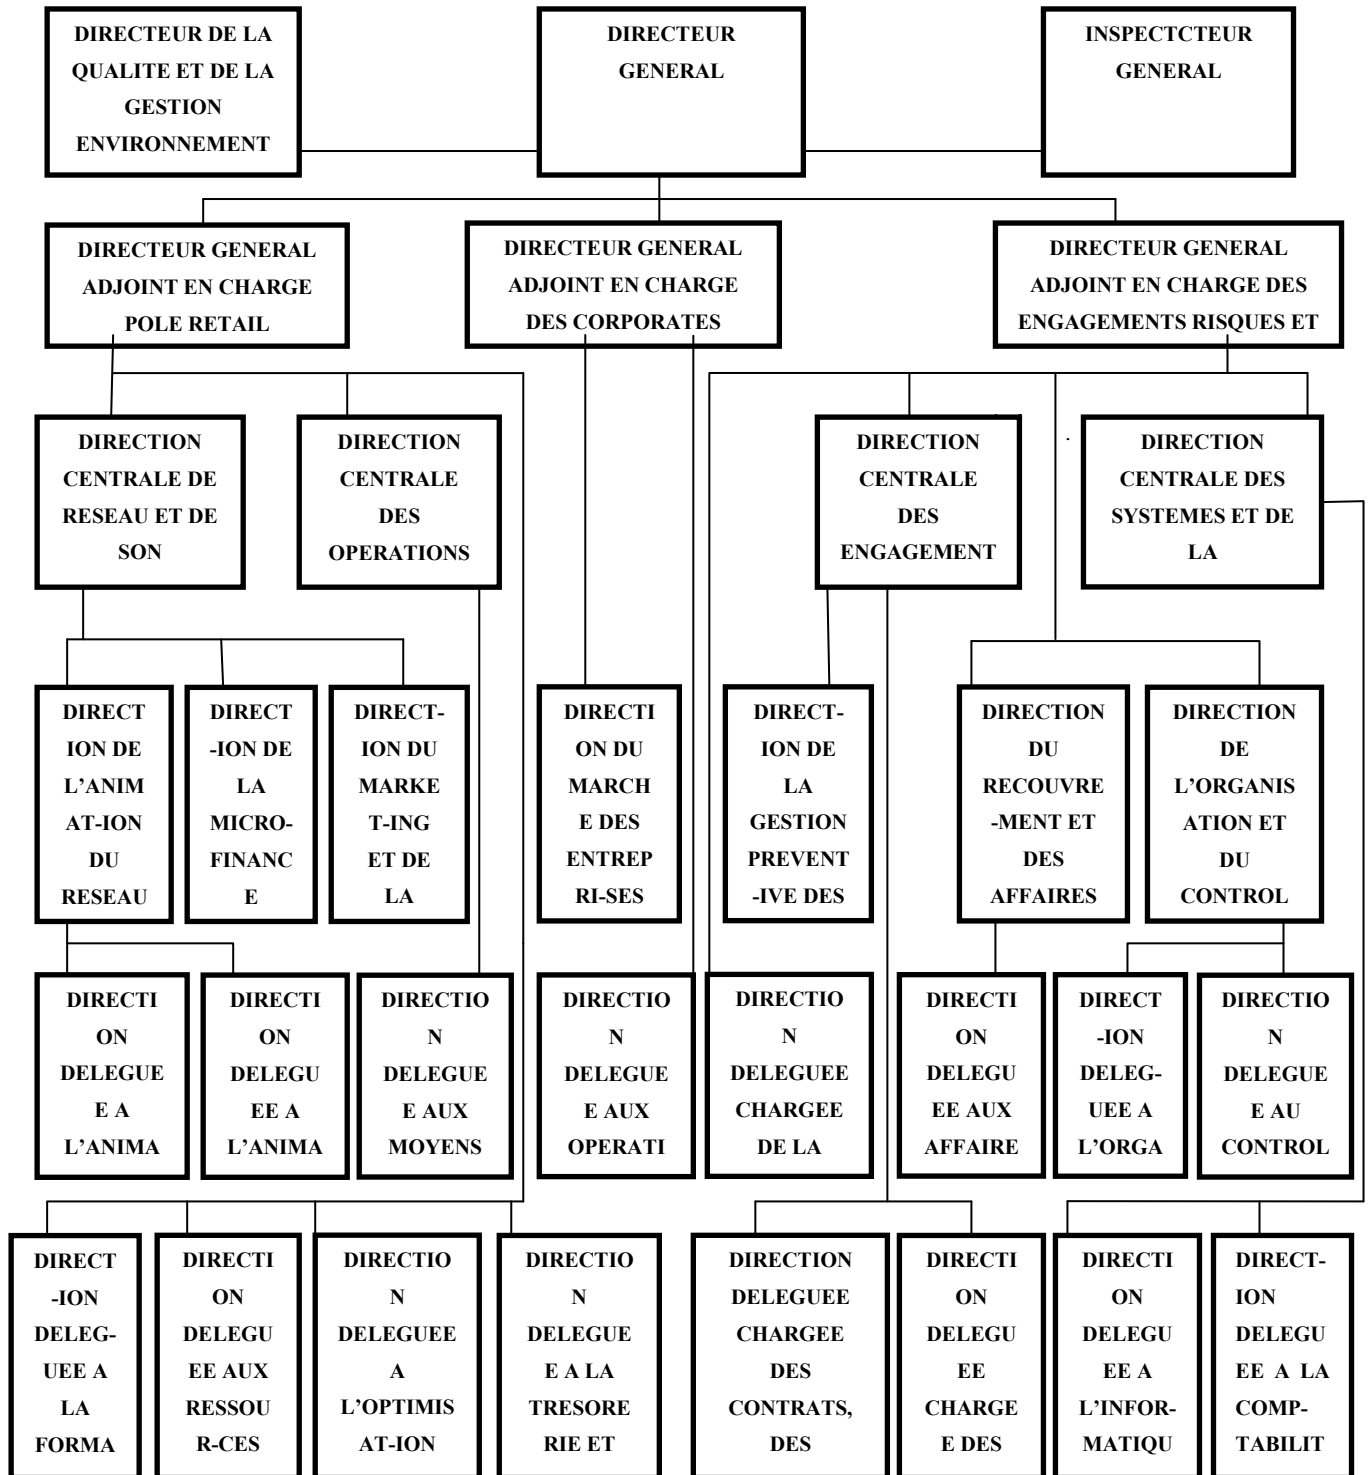 DIRECTEUR DE LA
QUALITE ET DE LA
GESTION
ENVIRONNEMENT
DIRECTEUR
GENERAL
INSPECTCTEUR
GENERAL
DIRECTEUR GENERAL
ADJOINT EN CHARGE
POLE RETAIL
DIRECTEUR GENERAL
ADJOINT EN CHARGE
DES CORPORATES
DIRECTEUR GENERAL
ADJOINT EN CHARGE DES
ENGAGEMENTS RISQUES ET
DIRECTION
CENTRALE DE
RESEAU ET DE
SON
DIRECTION
CENTRALE
DES
OPERATIONS
DIRECTION
CENTRALE
DES
ENGAGEMENT
DIRECTION
CENTRALE DES
SYSTEMES ET DE
LA
DIRECT
ION DE
L’ANIM
AT-ION
DU
RESEAU
DIRECT
-ION DE
LA
MICRO-
FINANC
E
DIRECT-
ION DU
MARKE
T-ING
ET DE
LA
DIRECTI
ON DU
MARCH
E DES
ENTREP
RI-SES
DIRECT-
ION DE
LA
GESTION
PREVENT
-IVE DES
DIRECTION
DU
RECOUVRE
-MENT ET
DES
AFFAIRES
DIRECTION
DE
L’ORGANIS
ATION ET
DU
CONTROL
DIRECTI
ON
DELEGUE
E A
L’ANIMA
DIRECTI
ON
DELEGU
EE A
L’ANIMA
DIRECTIO
N
DELEGUE
E AUX
MOYENS
DIRECTIO
N
DELEGUE
E AUX
OPERATI
DIRECTIO
N
DELEGUEE
CHARGEE
DE LA
DIRECTI
ON
DELEGU
EE AUX
AFFAIRE
DIRECT
-ION
DELEG-
UEE A
L’ORGA
DIRECTIO
N
DELEGUE
E AU
CONTROL
DIRECT
-ION
DELEG-
UEE A
LA
FORMA
DIRECTI
ON
DELEGU
EE AUX
RESSOU
R-CES
DIRECTIO
N
DELEGUEE
A
L’OPTIMIS
AT-ION
DIRECTIO
N
DELEGUE
E A LA
TRESORE
RIE ET
DIRECTION
DELEGUEE
CHARGEE
DES
CONTRATS,
DES
DIRECTI
ON
DELEGU
EE
CHARGE
E DES
DIRECTI
ON
DELEGU
EE A
L’INFOR-
MATIQU
DIRECT-
ION
DELEGU
EE A LA
COMP-
TABILIT